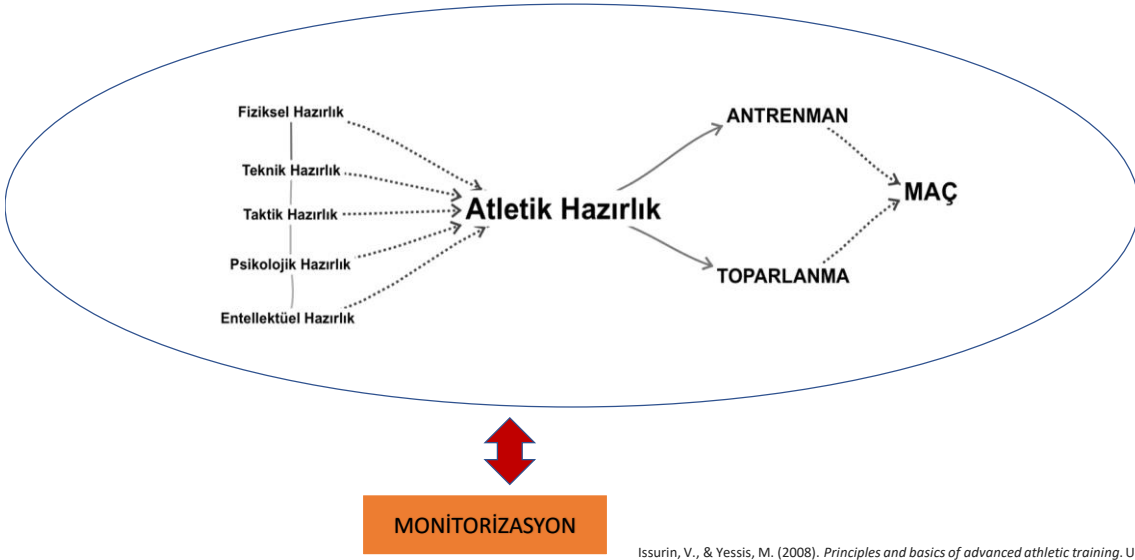 Fiziksel Hazırlık
Teknik Hazırlık
Taktik Hazırlık
Psikolojik Hazırlık
Entellektüel Hazırlık
Atletik Hazırlık
ANTRENMAN
TOPARLANMA
MAÇ
MONİTORİZASYON
Issurin, V., & Yessis, M. (2008). Principles and basics of advanced athletic training. U